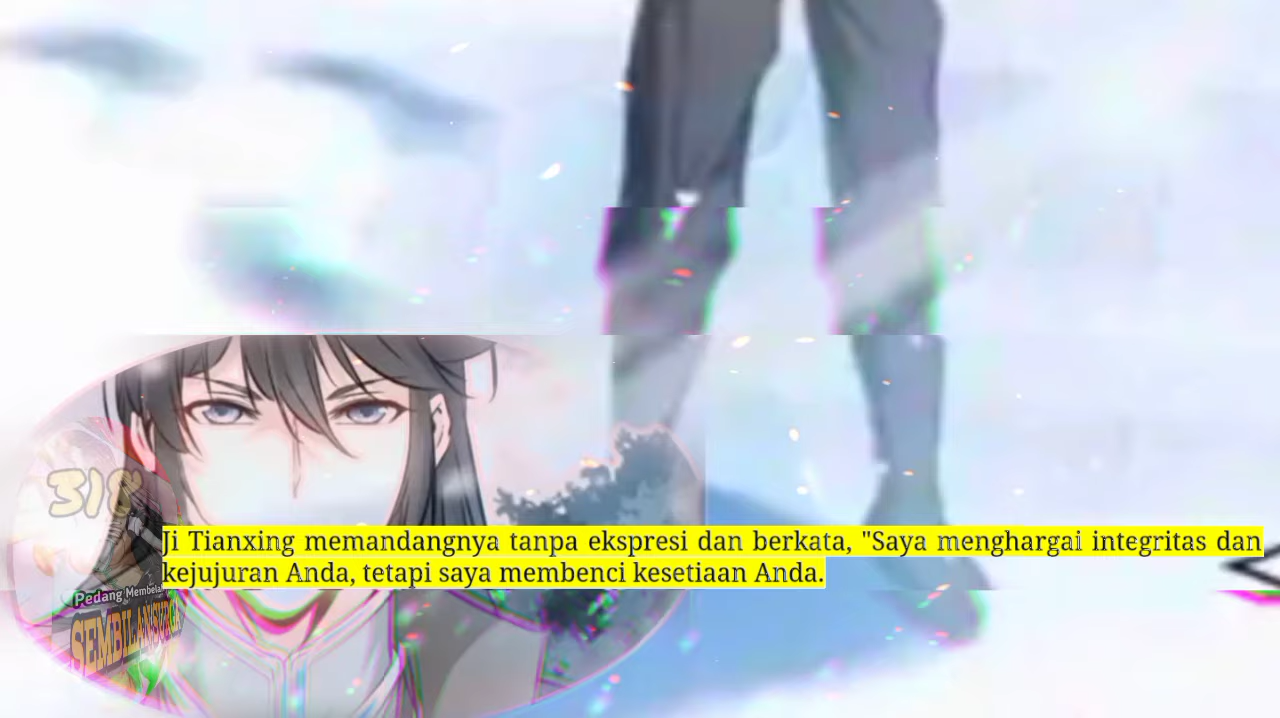 318
Ji Tianxing memandangnya tanpa ekspresi dan berkata, "Saya menghargai integritas dan
kejujuran Anda, tetapi saya membenci kesetiaan Anda.
Pedang Membelah
SEMBILAN SURGA